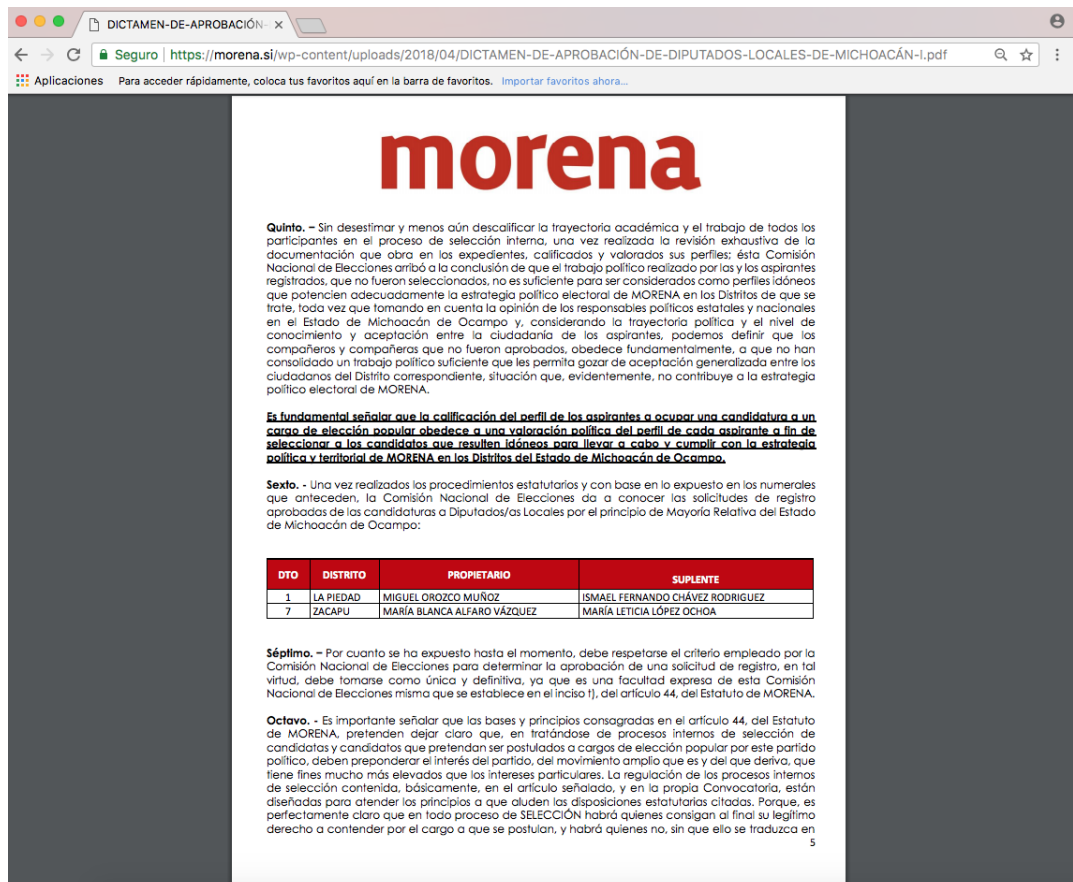 DICTAMEN-DE-APROBACIÓN-
Seguro | https://morena.si/wp-content/uploads/2018/04/DICTAMEN-DE-APROBACIÓN-DE-DIPUTADOS-LOCALES-DE-MICHOACÁN-I.pdf
Aplicaciones Para acceder rápidamente, coloca tus favoritos aquí en la barra de favoritos. Importar favoritos ahora...
morena
Quinto. – Sin desestimar y menos aún descalificar la trayectoria académica y el trabajo de todos los
participantes en el proceso de selección interna, una vez realizada la revisión exhaustiva de la
documentación que obra en los expedientes, calificados y valorados sus perfiles; ésta Comisión
Nacional de Elecciones arribó a la conclusión de que el trabajo político realizado por las y los aspirantes
registrados, que no fueron seleccionados, no es suficiente para ser considerados como perfiles idóneos
que potencien adecuadamente la estrategia político electoral de MORENA en los Distritos de que se
trate, toda vez que tomando en cuenta la opinión de los responsables políticos estatales y nacionales
en el Estado de Michoacán de Ocampo y, considerando la trayectoria política y el nivel de
conocimiento y aceptación entre la ciudadanía de los aspirantes, podemos definir que los
compañeros y compañeras que no fueron aprobados, obedece fundamentalmente, a que no han
consolidado un trabajo político suficiente que les permita gozar de aceptación generalizada entre los
ciudadanos del Distrito correspondiente, situación que, evidentemente, no contribuye a la estrategia
político electoral de MORENA.
Es fundamental señalar que la calificación del perfil de los aspirantes a ocupar una candidatura a un
cargo de elección popular obedece a una valoración política del perfil de cada aspirante a fin de
seleccionar a los candidatos que resulten idóneos para llevar a cabo y cumplir con la estrategia
política y territorial de MORENA en los Distritos del Estado de Michoacán de Ocampo.
Sexto. - Una vez realizados los procedimientos estatutarios y con base en lo expuesto en los numerales
que anteceden, la Comisión Nacional de Elecciones da a conocer las solicitudes de registro
aprobadas de las candidaturas a Diputados/as Locales por el principio de Mayoría Relativa del Estado
de Michoacán de Ocampo:
DTO DISTRITO PROPIETARIO SUPLENTE
1 LA PIEDAD MIGUEL OROZCO MUÑOZ ISMAEL FERNANDO CHÁVEZ RODRIGUEZ
7 ZACAPU MARÍA BLANCA ALFARO VÁZQUEZ MARÍA LETICIA LÓPEZ OCHOA
Séptimo. – Por cuanto se ha expuesto hasta el momento, debe respetarse el criterio empleado por la
Comisión Nacional de Elecciones para determinar la aprobación de una solicitud de registro, en tal
virtud, debe tomarse como única y definitiva, ya que es una facultad expresa de esta Comisión
Nacional de Elecciones misma que se establece en el inciso t), del artículo 44, del Estatuto de MORENA.
Octavo. - Es importante señalar que las bases y principios consagradas en el artículo 44, del Estatuto
de MORENA, pretenden dejar claro que, en tratándose de procesos internos de selección de
candidatas y candidatos que pretendan ser postulados a cargos de elección popular por este partido
político, deben preponderar el interés del partido, del movimiento amplio que es y del que deriva, que
tiene fines mucho más elevados que los intereses particulares. La regulación de los procesos internos
de selección contenida, básicamente, en el artículo señalado, y en la propia Convocatoria, están
diseñadas para atender los principios a que aluden las disposiciones estatutarias citadas. Porque, es
perfectamente claro que en todo proceso de SELECCIÓN habrá quienes consigan al final su legítimo
derecho a contender por el cargo a que se postulan, y habrá quienes no, sin que ello se traduzca en
5